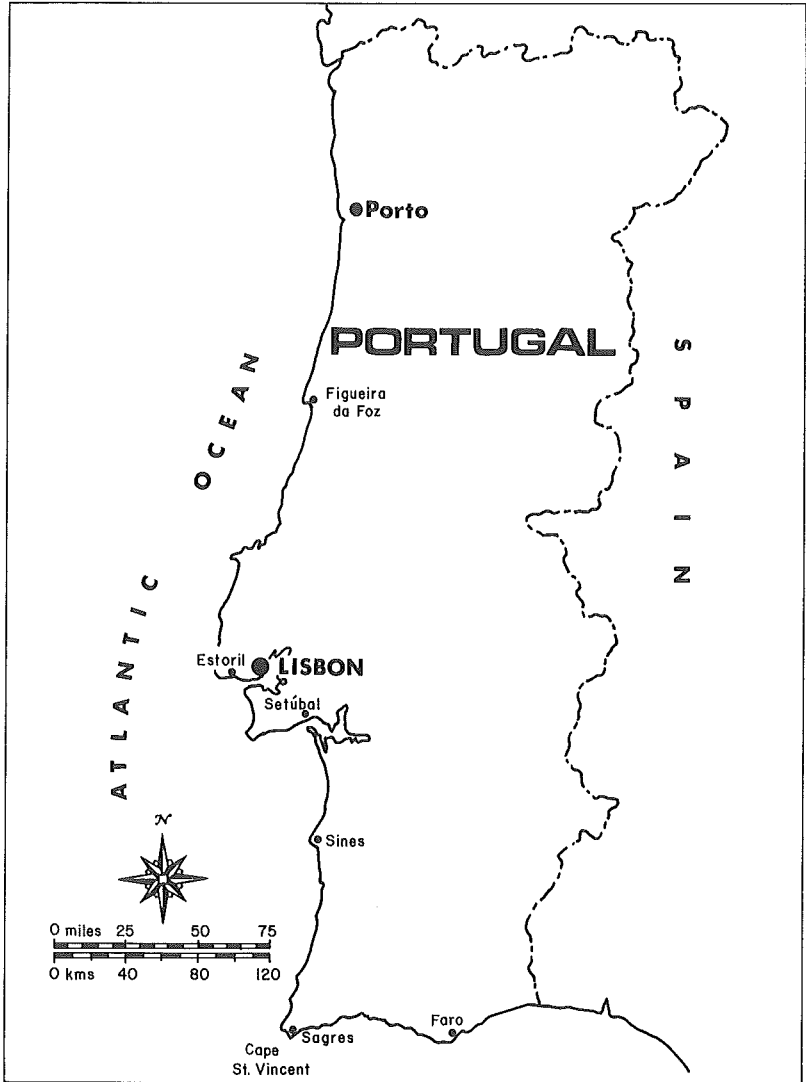 Porto
PORTUGAL
SPAIN
ATLANTIC OCEAN
Figueira
da Foz
Estoril
LISBON
Setúbal
Sines
N
0 miles 25 50 75
0 kms 40 80 120
Sagres
Faro
Cape
St. Vincent